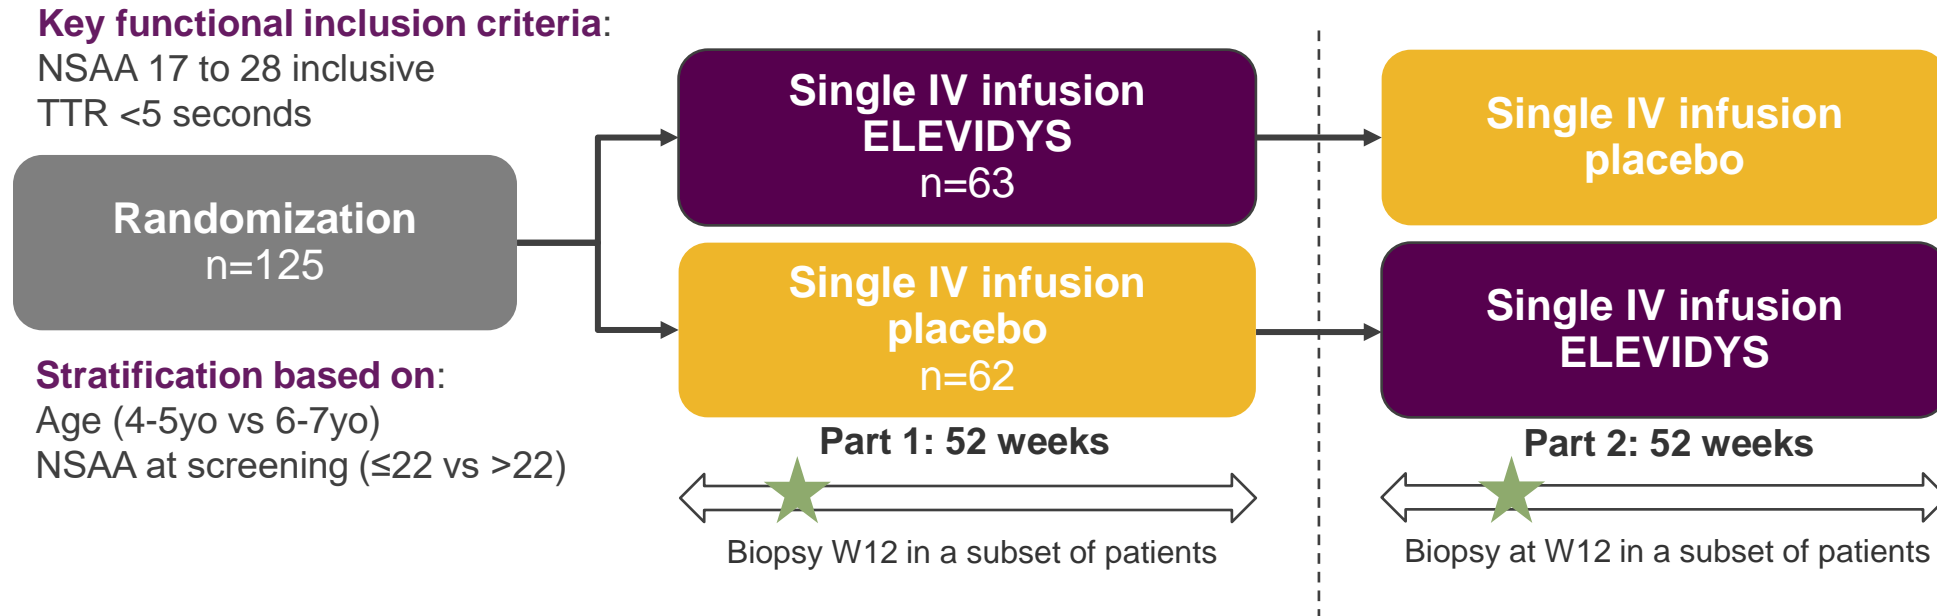 Key functional inclusion criteria:
NSAA 17 to 28 inclusive
TTR <5 seconds
Randomization
n=125
Stratification based on:
Age (4-5yo vs 6-7yo)
NSAA at screening (≤22 vs >22)
Single IV infusion
ELEVIDYS
n=63
Single IV infusion
placebo
n=62
Part 1: 52 weeks
Biopsy W12 in a subset of patients
Single IV infusion
placebo
Single IV infusion
ELEVIDYS
Part 2: 52 weeks
Biopsy at W12 in a subset of patients